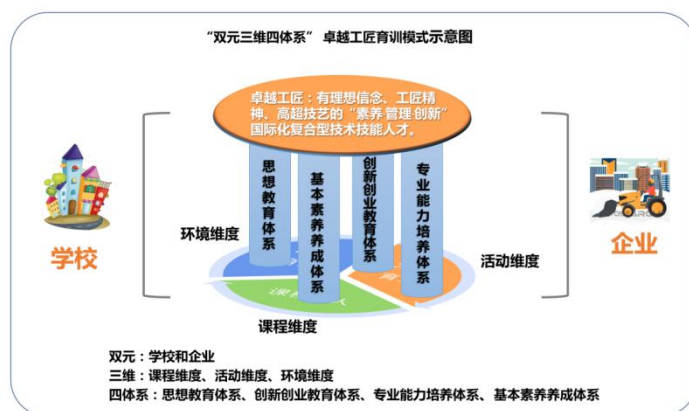 “双元三维四体系” 卓越工匠育训模式示意图
卓越工匠：有理想信念、工匠精
神、高超技艺的“素养·管理·创新”
国际化复合型技术技能人才。
思想教育体系
基本素养养成体系
创新创业教育体系
专业能力培养体系
环境维度
学校
活动维度
企业
课程维度
双元：学校和企业
三维：课程维度、活动维度、环境维度
四体系：思想教育体系、创新创业教育体系、专业能力培养体系、基本素养养成体系